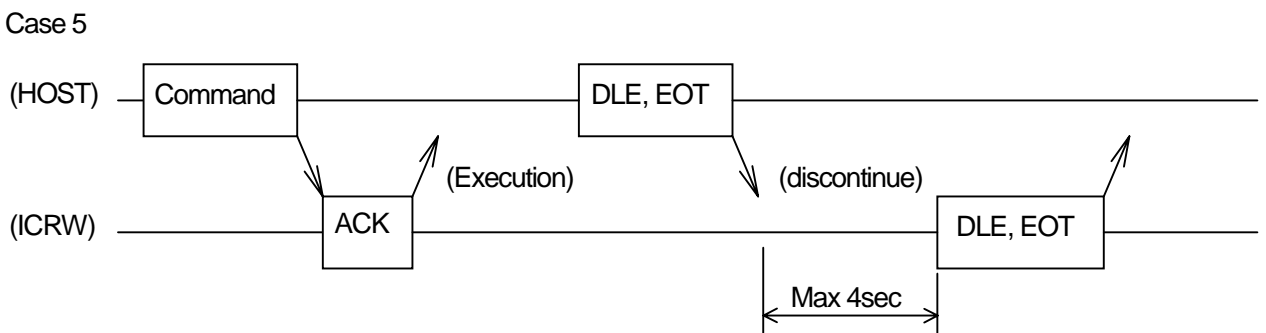 Case 5
(HOST) Command DLE, EOT
(Execution) (discontinue)
(ICRW) ACK DLE, EOT
Max 4sec